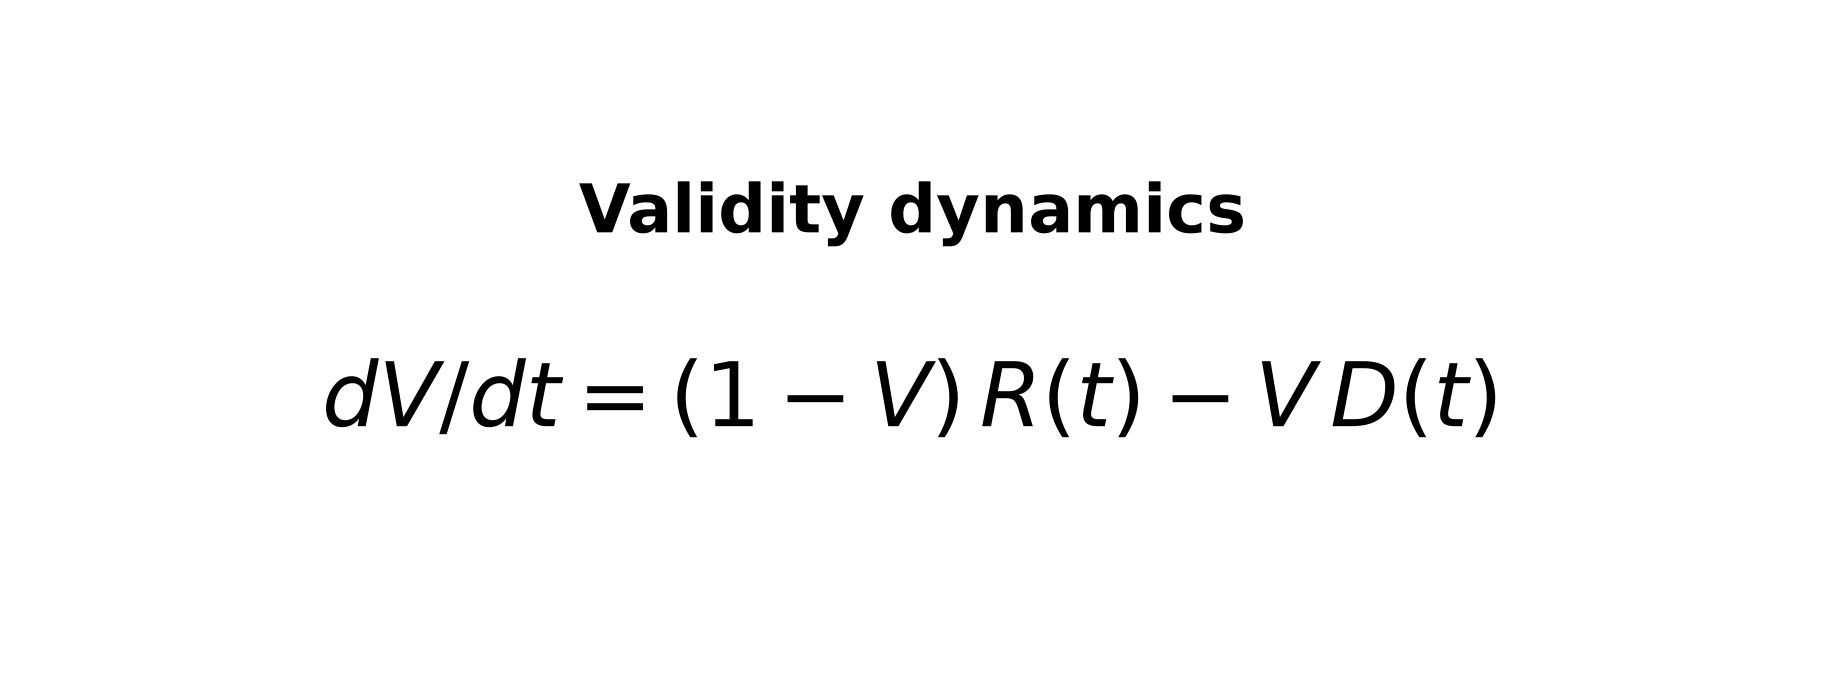 Validity dynamics
dV/dt = (1 − V) R(t) − V D(t)